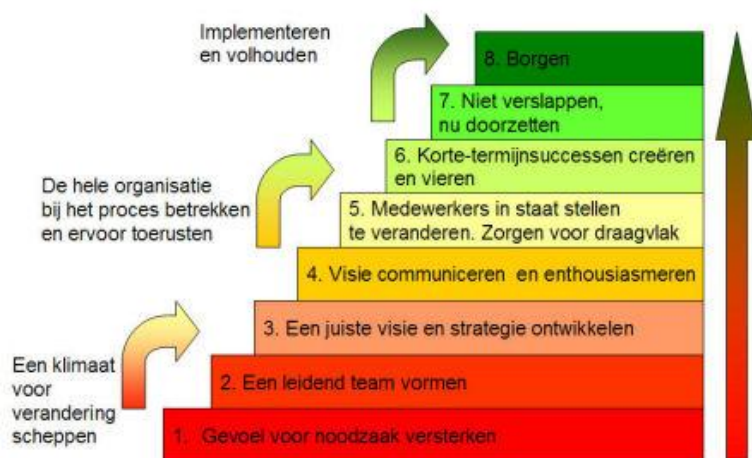 Implementeren
en volhouden
8. Borgen
7. Niet verslappen,
nu doorzetten
6. Korte-termijnsuccessen creëren
en vieren
De hele organisatie
bij het proces betrekken
en ervoor toerusten
5. Medewerkers in staat stellen
te veranderen. Zorgen voor draagvlak
4. Visie communiceren en enthousiasmeren
3. Een juiste visie en strategie ontwikkelen
Een klimaat
voor
verandering
scheppen
2. Een leidend team vormen
1. Gevoel voor noodzaak versterken